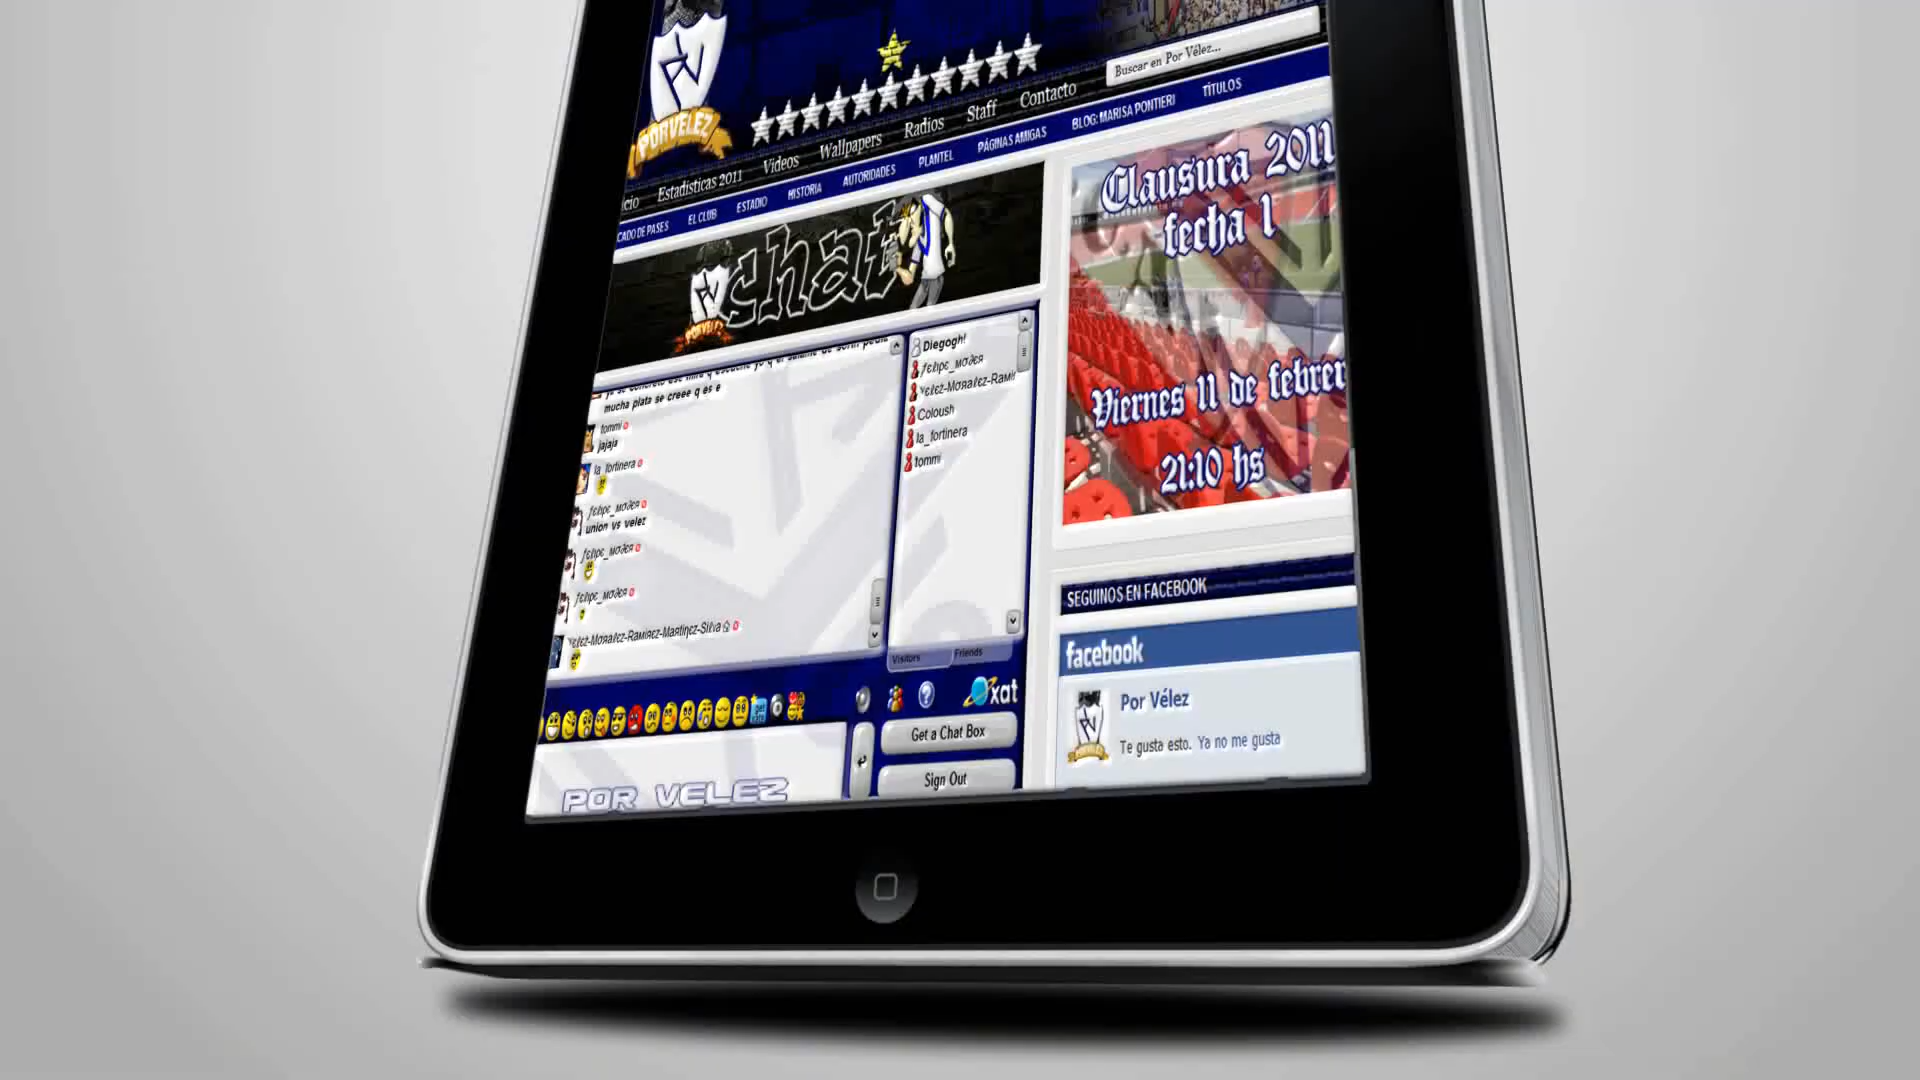 PORVELEZ
Buscar en Por Vélez...
Estadísticas 2011
Videos
Wallpapers
Radios
Staff
Contacto
EL CLUB
ESTADIO
HISTORIA
AUTORIDADES
PLANTEL
PÁGINAS AMIGAS
BLOG: MARISA PONTIERI
TÍTULOS
chat
Clausura 2011
fecha 1
Viernes 11 de febrer
21:10 hs
mucha plata se creee q es e
tommi
jajaja
la_fortinera
union vs velez
Diegogh!
Coloush
la_fortinera
tommi
Visitors
Friends
xat
Get a Chat Box
Sign Out
POR VELEZ
SEGUINOS EN FACEBOOK
facebook
Por Vélez
Te gusta esto. Ya no me gusta